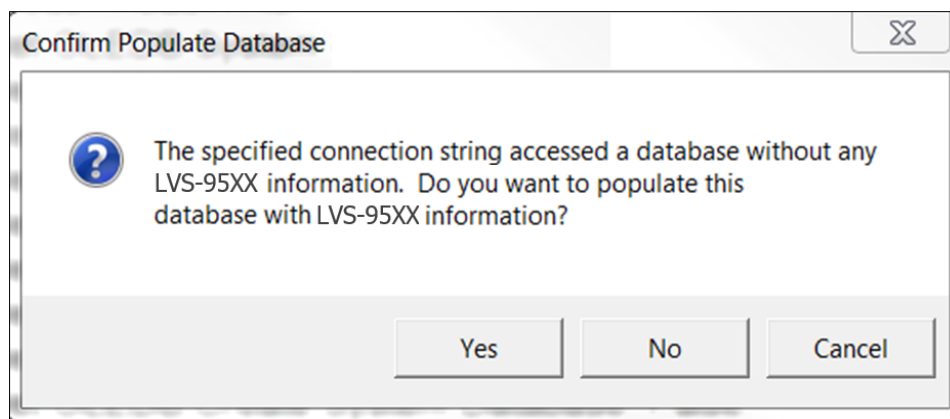 Confirm Populate Database
The specified connection string accessed a database without any
LVS-95XX information.  Do you want to populate this
database with LVS-95XX information?
Yes
No
Cancel